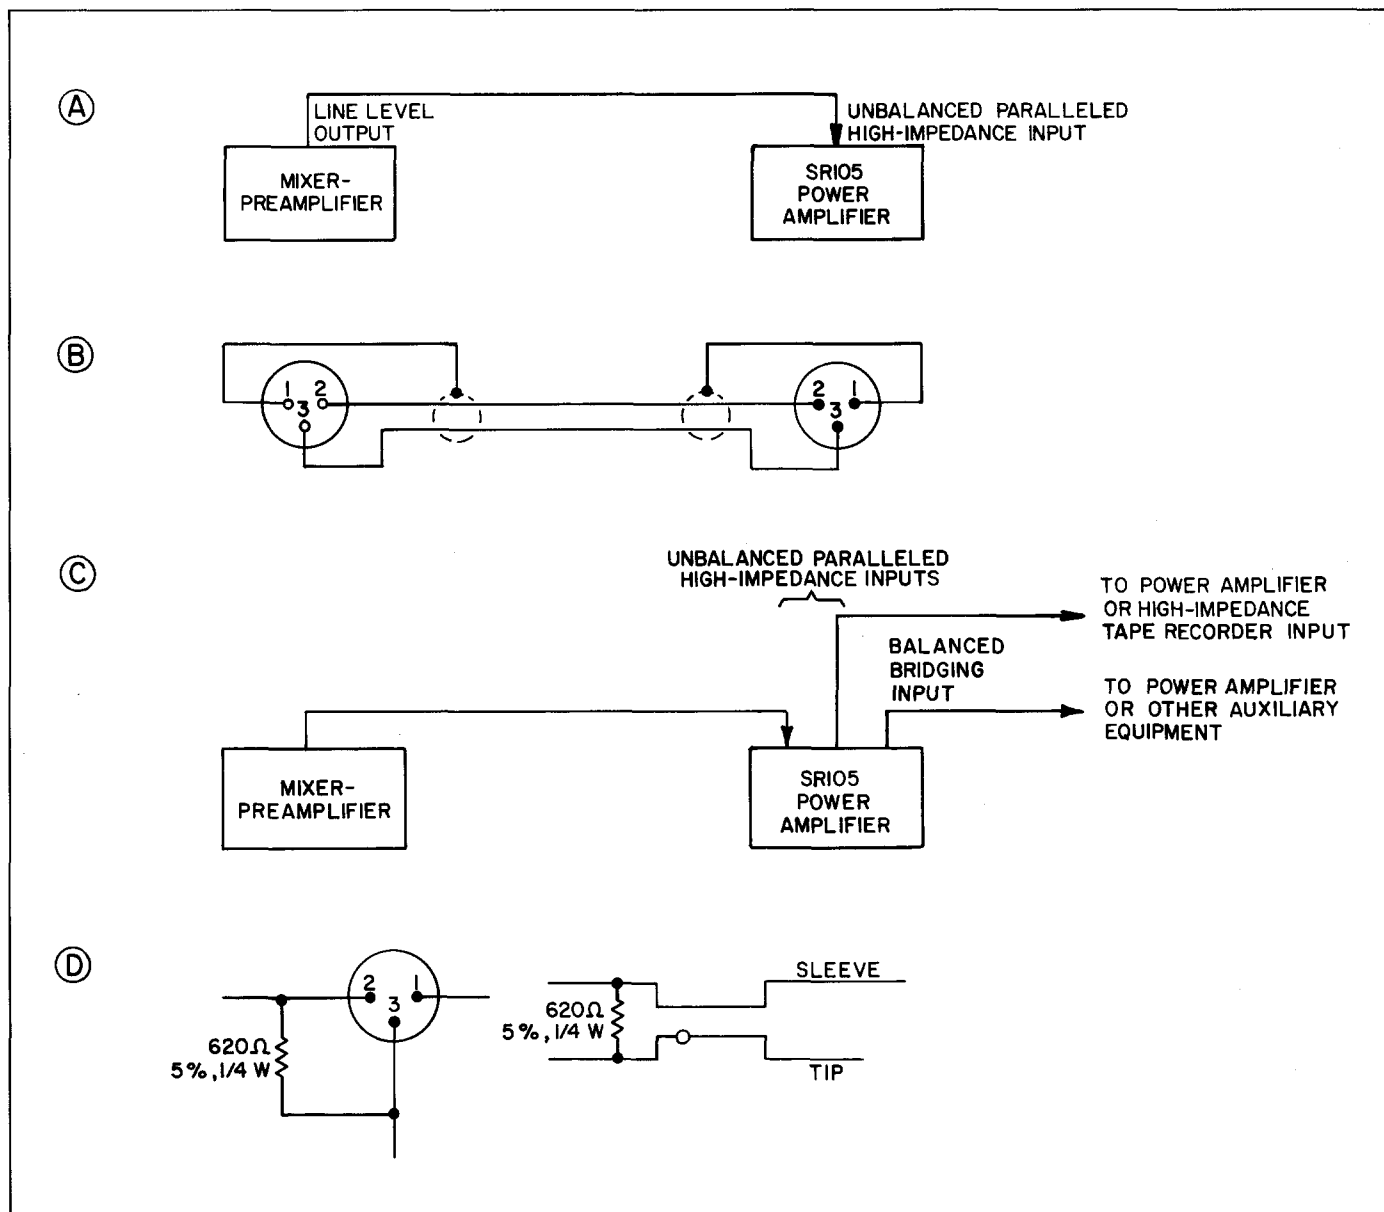 A
LINE LEVEL
OUTPUT
UNBALANCED PARALLELED
HIGH-IMPEDANCE INPUT
MIXER-
PREAMPLIFIER
SR105
POWER
AMPLIFIER
B
1 2
3
2 1
3
C
UNBALANCED PARALLELED
HIGH-IMPEDANCE INPUTS
TO POWER AMPLIFIER
OR HIGH-IMPEDANCE
TAPE RECORDER INPUT
BALANCED
BRIDGING
INPUT
TO POWER AMPLIFIER
OR OTHER AUXILIARY
EQUIPMENT
MIXER-
PREAMPLIFIER
SR105
POWER
AMPLIFIER
D
2 1
3
620Ω
5%, 1/4 W
SLEEVE
620Ω
5%, 1/4 W
TIP